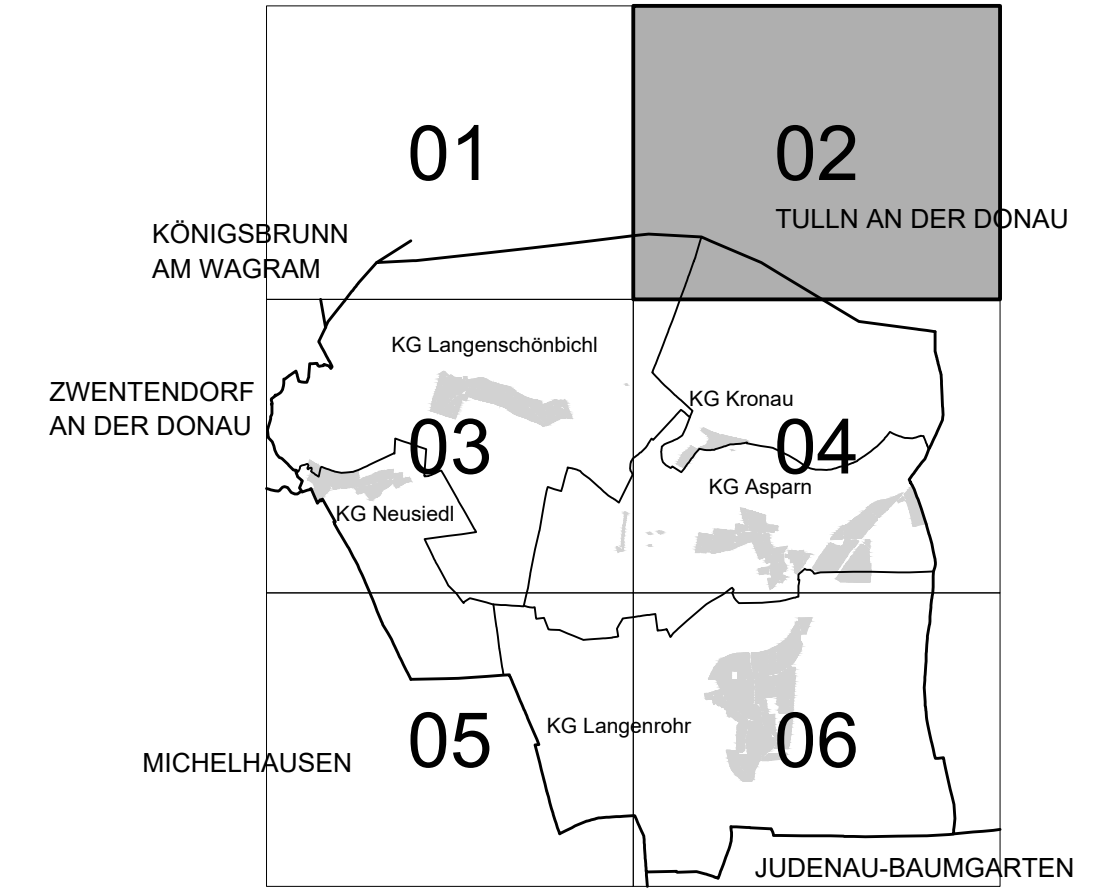 01
02
TULLN AN DER DONAU
KÖNIGSBRUNN
AM WAGRAM
KG Langenschönbichl
ZWENTENDORF
AN DER DONAU
KG Kronau
03
04
KG Asparn
KG Neusiedl
KG Langenrohr
05
06
MICHELHAUSEN
JUDENAU-BAUMGARTEN